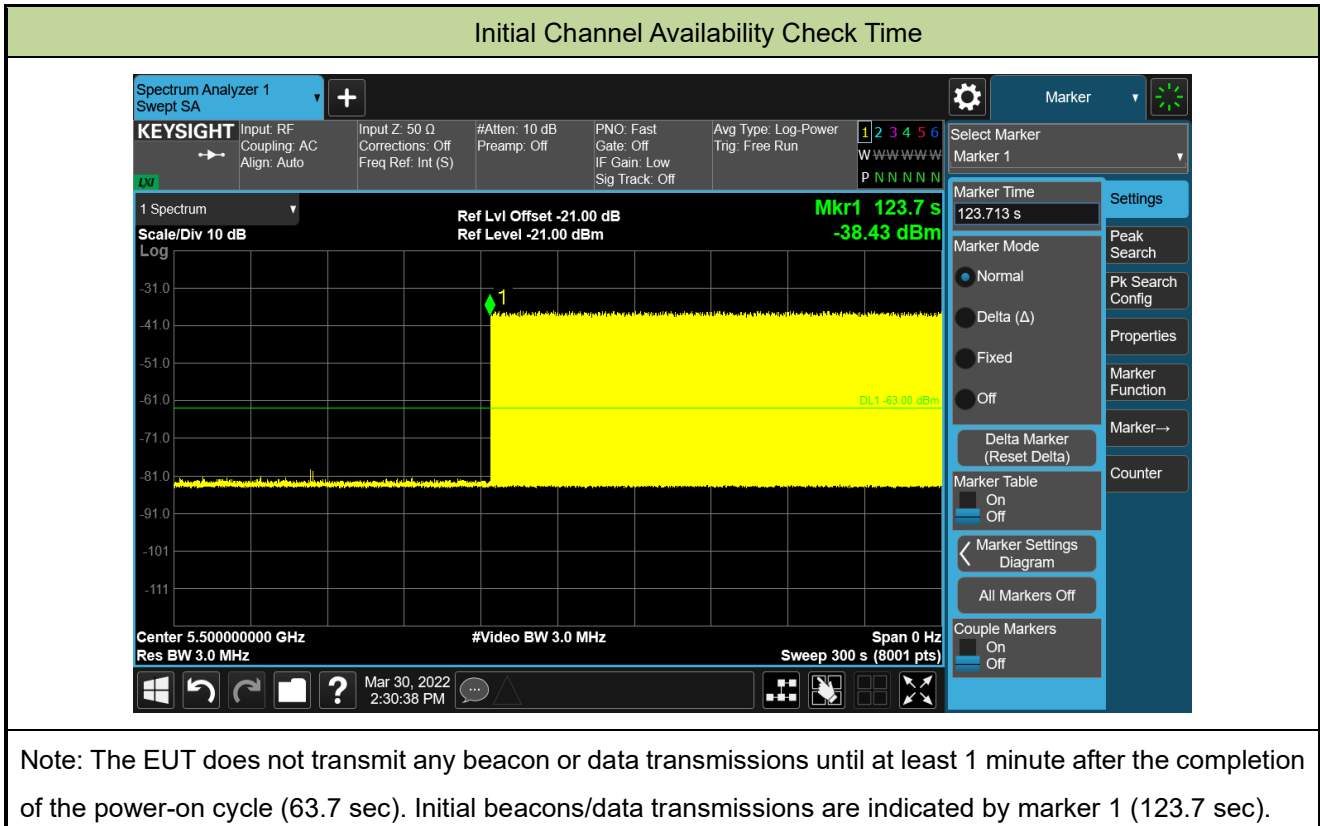 Initial Channel Availability Check Time
Spectrum Analyzer 1
Swept SA
Marker
KEYSIGHT
Input: RF
Coupling: AC
Align: Auto
Input Z: 50 Ω
Corrections: Off
Freq Ref: Int (S)
#Atten: 10 dB
Preamp: Off
PNO: Fast
Gate: Off
IF Gain: Low
Sig Track: Off
Avg Type: Log-Power
Trig: Free Run
1 2 3 4 5 6
W W W W W W
P N N N N N
LXI
Select Marker
Marker 1
1 Spectrum
Scale/Div 10 dB
Log
Ref Lvl Offset -21.00 dB
Ref Level -21.00 dBm
Mkr1 123.7 s
-38.43 dBm
1
-31.0
-41.0
-51.0
-61.0
-71.0
-81.0
-91.0
-101
-111
DL1 -63.00 dBm
Center 5.500000000 GHz
Res BW 3.0 MHz
#Video BW 3.0 MHz
Span 0 Hz
Sweep 300 s (8001 pts)
Marker Time
123.713 s
Marker Mode
Normal
Delta (Δ)
Fixed
Off
Delta Marker
(Reset Delta)
Marker Table
On
Off
Marker Settings
Diagram
All Markers Off
Couple Markers
On
Off
Settings
Peak
Search
Pk Search
Config
Properties
Marker
Function
Marker→
Counter
?
Mar 30, 2022
2:30:38 PM
Note: The EUT does not transmit any beacon or data transmissions until at least 1 minute after the completion
of the power-on cycle (63.7 sec). Initial beacons/data transmissions are indicated by marker 1 (123.7 sec).